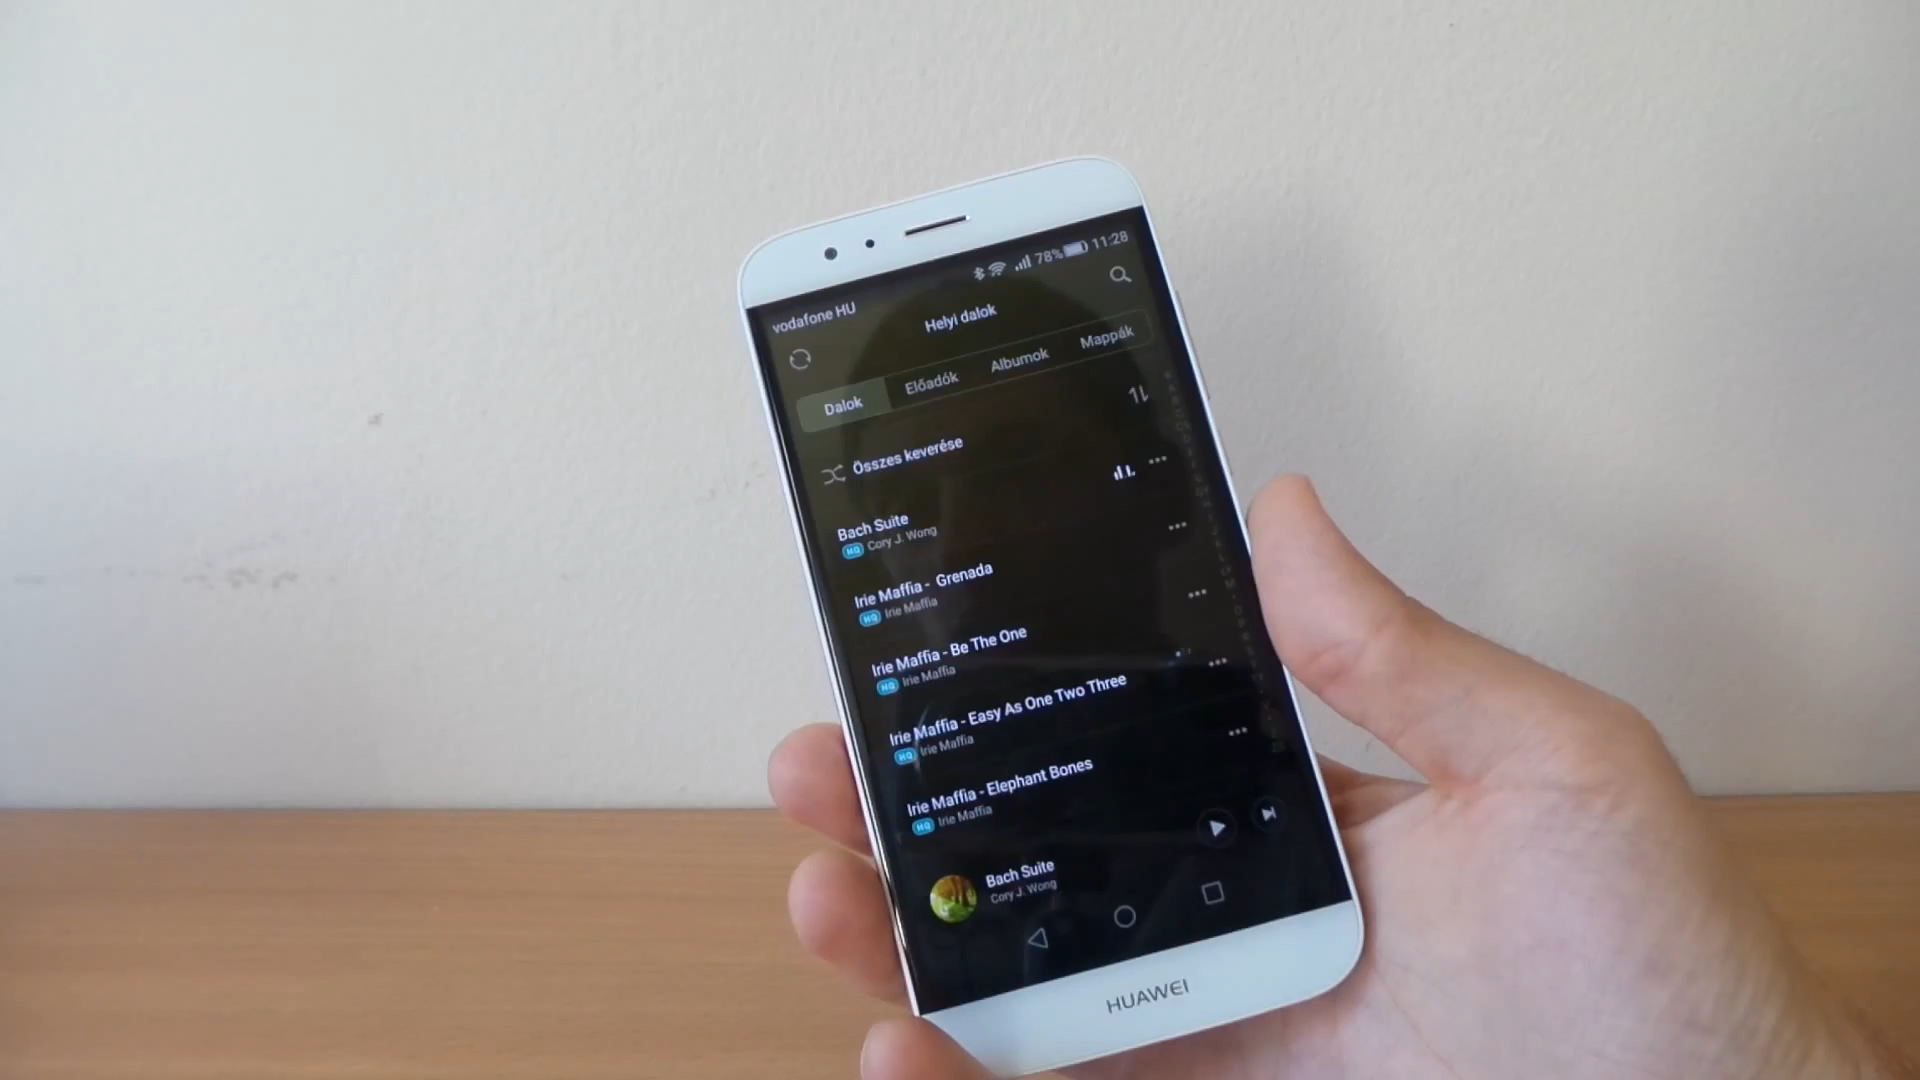 78% 11:28
vodafone HU
Helyi dalok
Dalok Előadók Albumok Mappák
Összes keverése
Bach Suite
HQ Cory J. Wong
Irie Maffia - Grenada
HQ Irie Maffia
Irie Maffia - Be The One
HQ Irie Maffia
Irie Maffia - Easy As One Two Three
HQ Irie Maffia
Irie Maffia - Elephant Bones
HQ Irie Maffia
Bach Suite
Cory J. Wong
HUAWEI